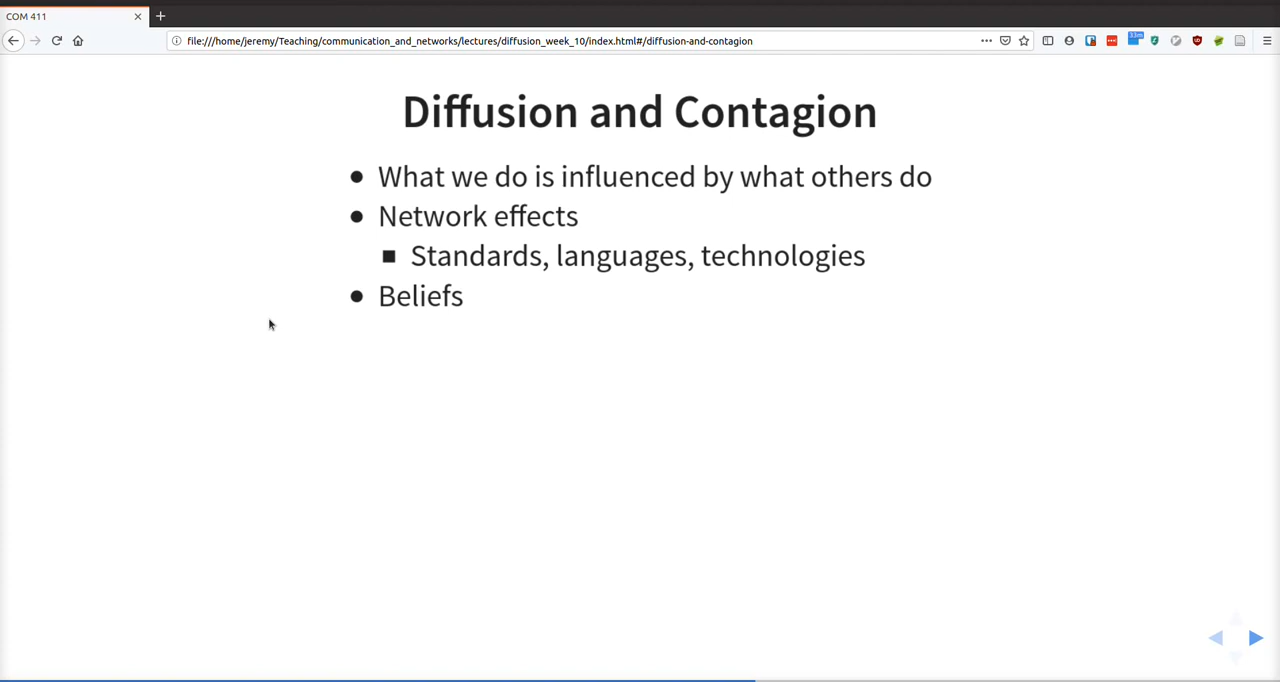 COM 411
file:///home/jeremy/Teaching/communication_and_networks/lectures/diffusion_week_10/index.html#/diffusion-and-contagion
33m
Diffusion and Contagion
What we do is influenced by what others do
Network effects
Standards, languages, technologies
Beliefs